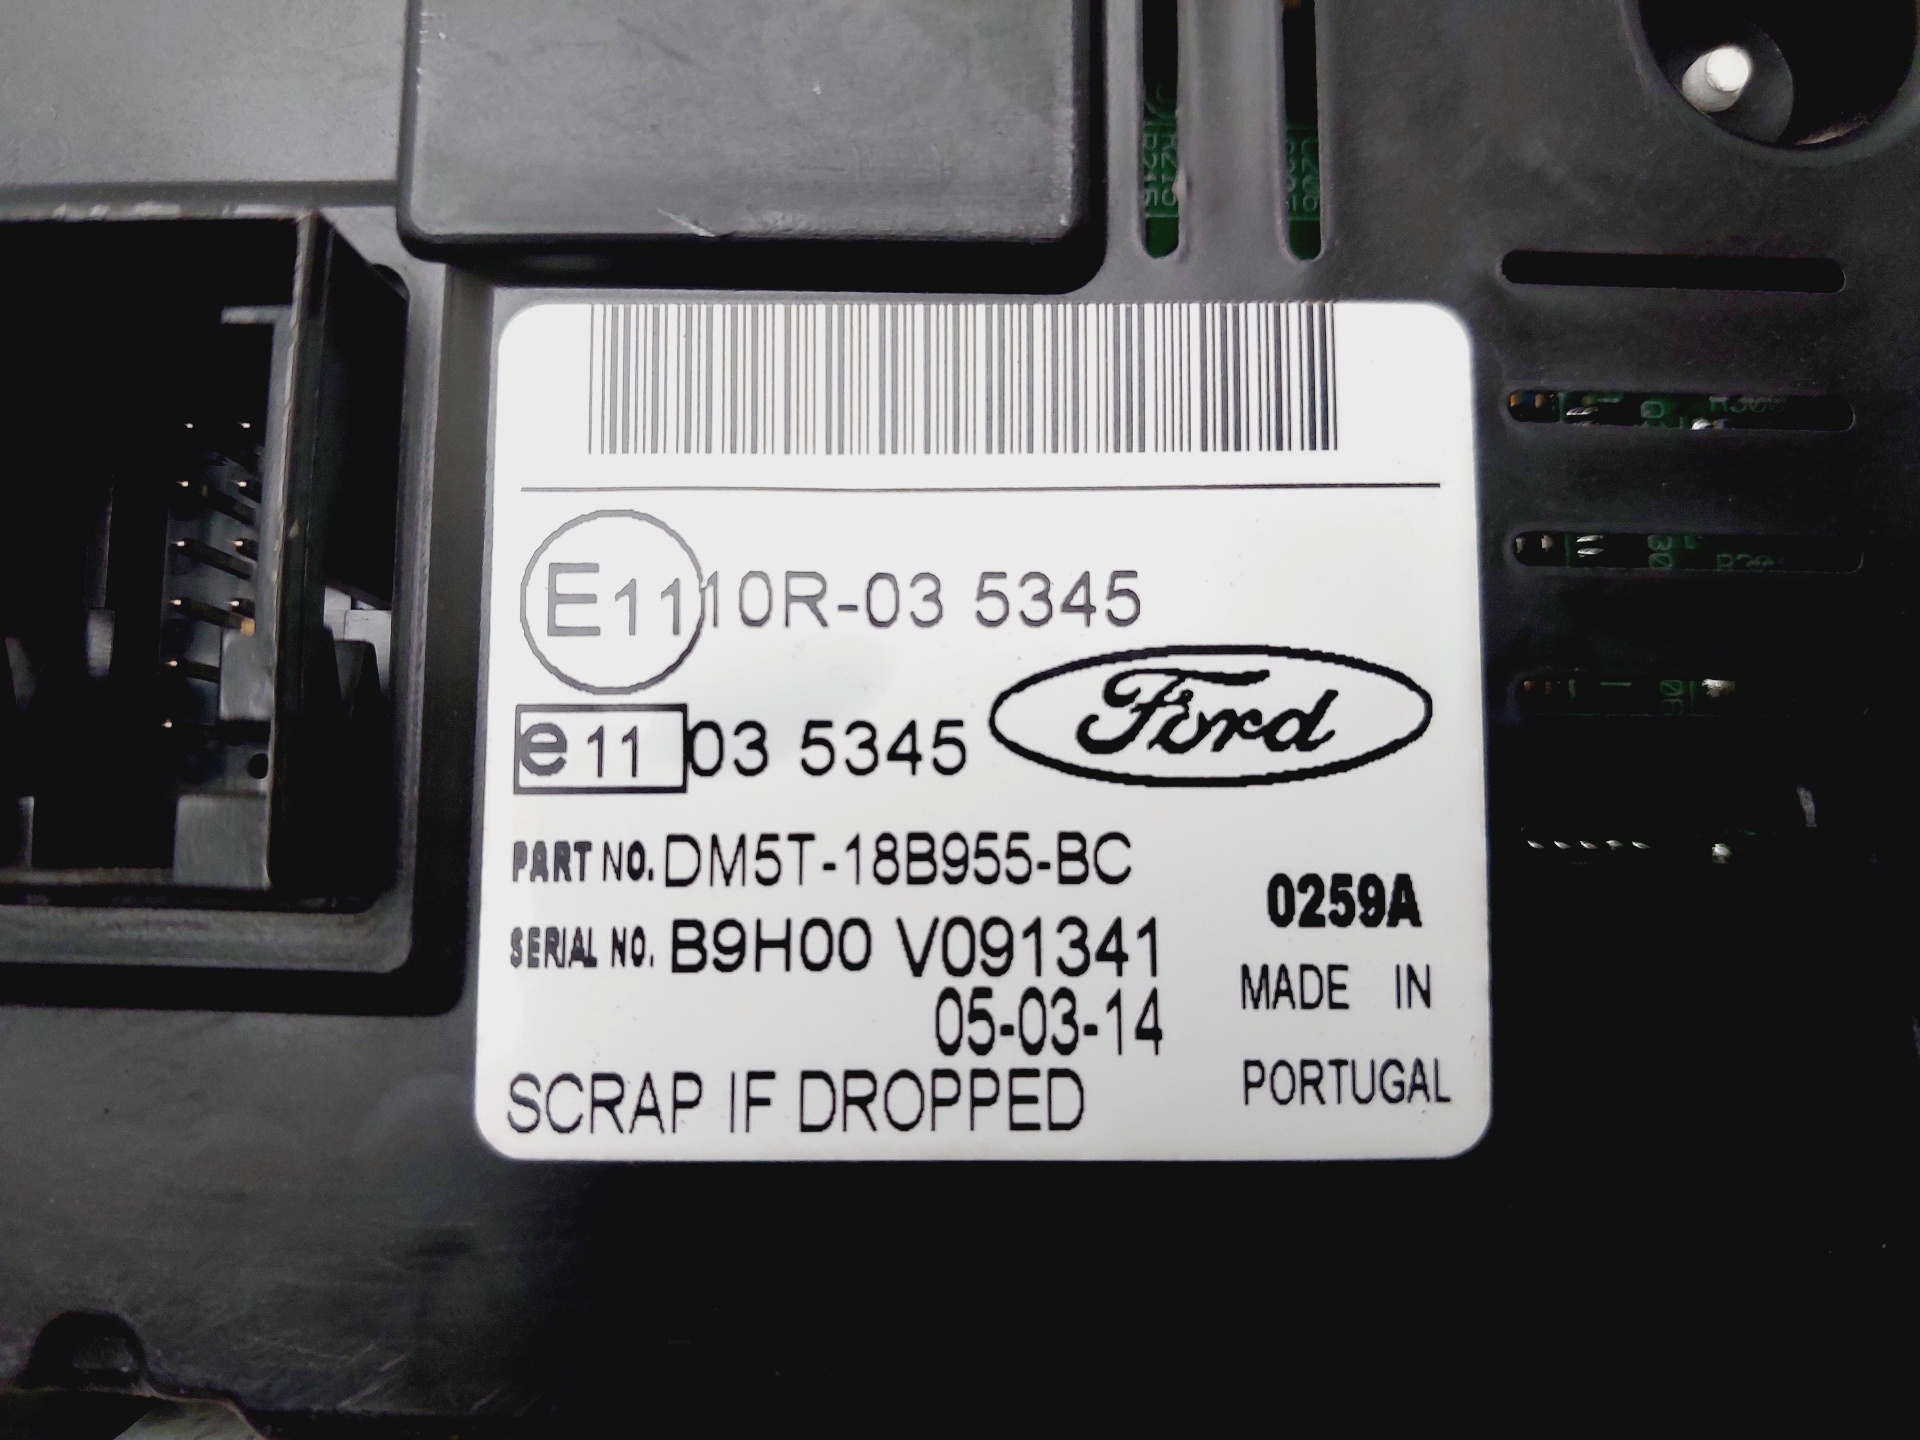 E11 10R-03 5345
e11 03 5345
Ford
PART NO. DM5T-18B955-BC
SERIAL NO. B9H00 V091341
05-03-14
SCRAP IF DROPPED
0259A
MADE IN
PORTUGAL